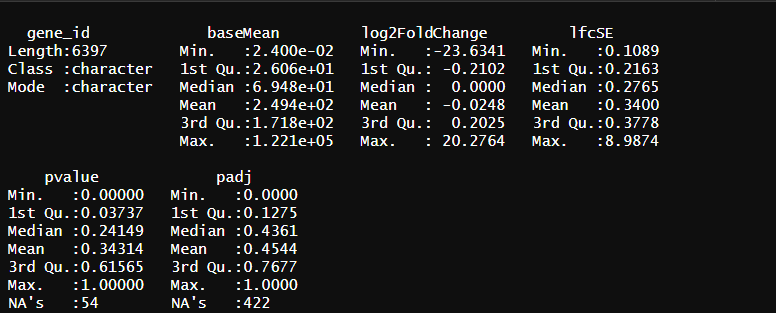 gene_id             baseMean         log2FoldChange         lfcSE
Length:6397        Min.   :2.400e-02   Min.   :-23.6341   Min.   :0.1089
Class :character   1st Qu.:2.606e+01   1st Qu.: -0.2102   1st Qu.:0.2163
Mode  :character   Median :6.948e+01   Median :  0.0000   Median :0.2765
                   Mean   :2.494e+02   Mean   : -0.0248   Mean   :0.3400
                   3rd Qu.:1.718e+02   3rd Qu.:  0.2025   3rd Qu.:0.3778
                   Max.   :1.221e+05   Max.   : 20.2764   Max.   :8.9874
     pvalue             padj
Min.   :0.00000   Min.   :0.0000
1st Qu.:0.03737   1st Qu.:0.1275
Median :0.24149   Median :0.4361
Mean   :0.34314   Mean   :0.4544
3rd Qu.:0.61565   3rd Qu.:0.7677
Max.   :1.00000   Max.   :1.0000
NA's   :54        NA's   :422